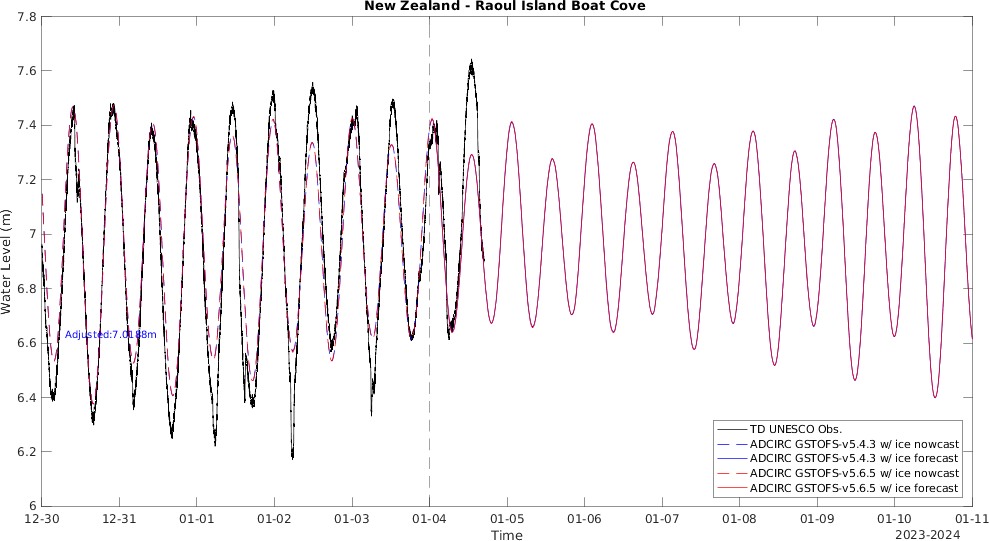 New Zealand - Raoul Island Boat Cove
7.8
7.6
7.4
7.2
7
6.8
6.6
6.4
6.2
6
Water Level (m)
Adjusted:7.0188m
TD UNESCO Obs.
ADCIRC GSTOFS-v5.4.3 w/ ice nowcast
ADCIRC GSTOFS-v5.4.3 w/ ice forecast
ADCIRC GSTOFS-v5.6.5 w/ ice nowcast
ADCIRC GSTOFS-v5.6.5 w/ ice forecast
12-30 12-31 01-01 01-02 01-03 01-04 01-05 01-06 01-07 01-08 01-09 01-10 01-11
Time
2023-2024